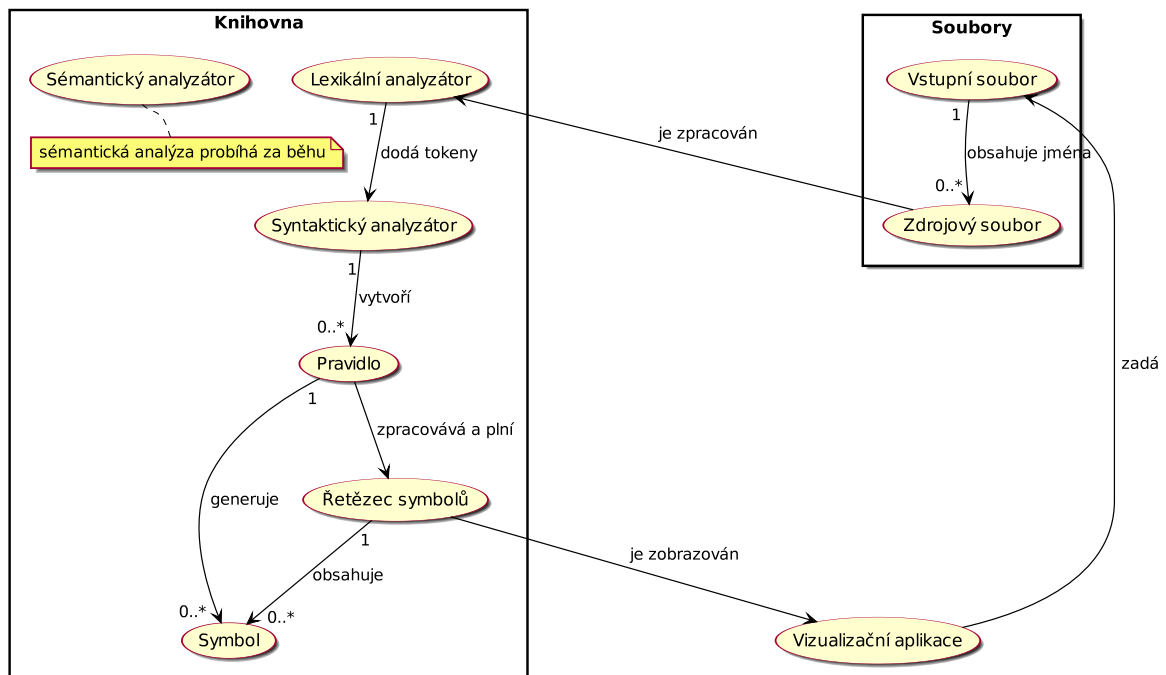 Knihovna
Soubory
Sémantický analyzátor
Lexikální analyzátor
Vstupní soubor
1
1
je zpracován
sémantická analýza probíhá za běhu
dodá tokeny
obsahuje jména
0..*
Syntaktický analyzátor
Zdrojový soubor
1
vytvoří
0..*
Pravidlo
zadá
1
zpracovává a plní
generuje
Řetězec symbolů
1
je zobrazován
obsahuje
0..*
0..*
Symbol
Vizualizační aplikace